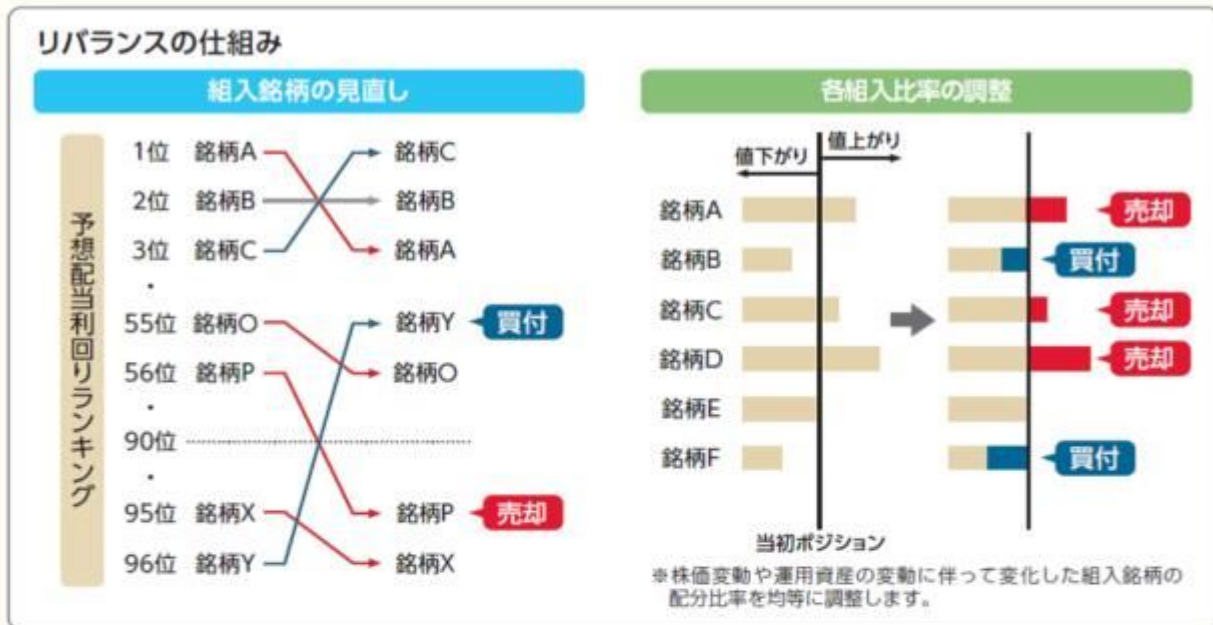 リバランスの仕組み
組入銘柄の見直し
予想配当利回りランキング
1位 銘柄A 銘柄C
2位 銘柄B 銘柄B
3位 銘柄C 銘柄A
・
55位 銘柄O 銘柄Y 買付
56位 銘柄P 銘柄O
・
90位
・
95位 銘柄X 銘柄P 売却
96位 銘柄Y 銘柄X
各組入比率の調整
値下がり 値上がり
銘柄A 売却
銘柄B 買付
銘柄C 売却
銘柄D 売却
銘柄E
銘柄F 買付
当初ポジション
※株価変動や運用資産の変動に伴って変化した組入銘柄の
配分比率を均等に調整します。